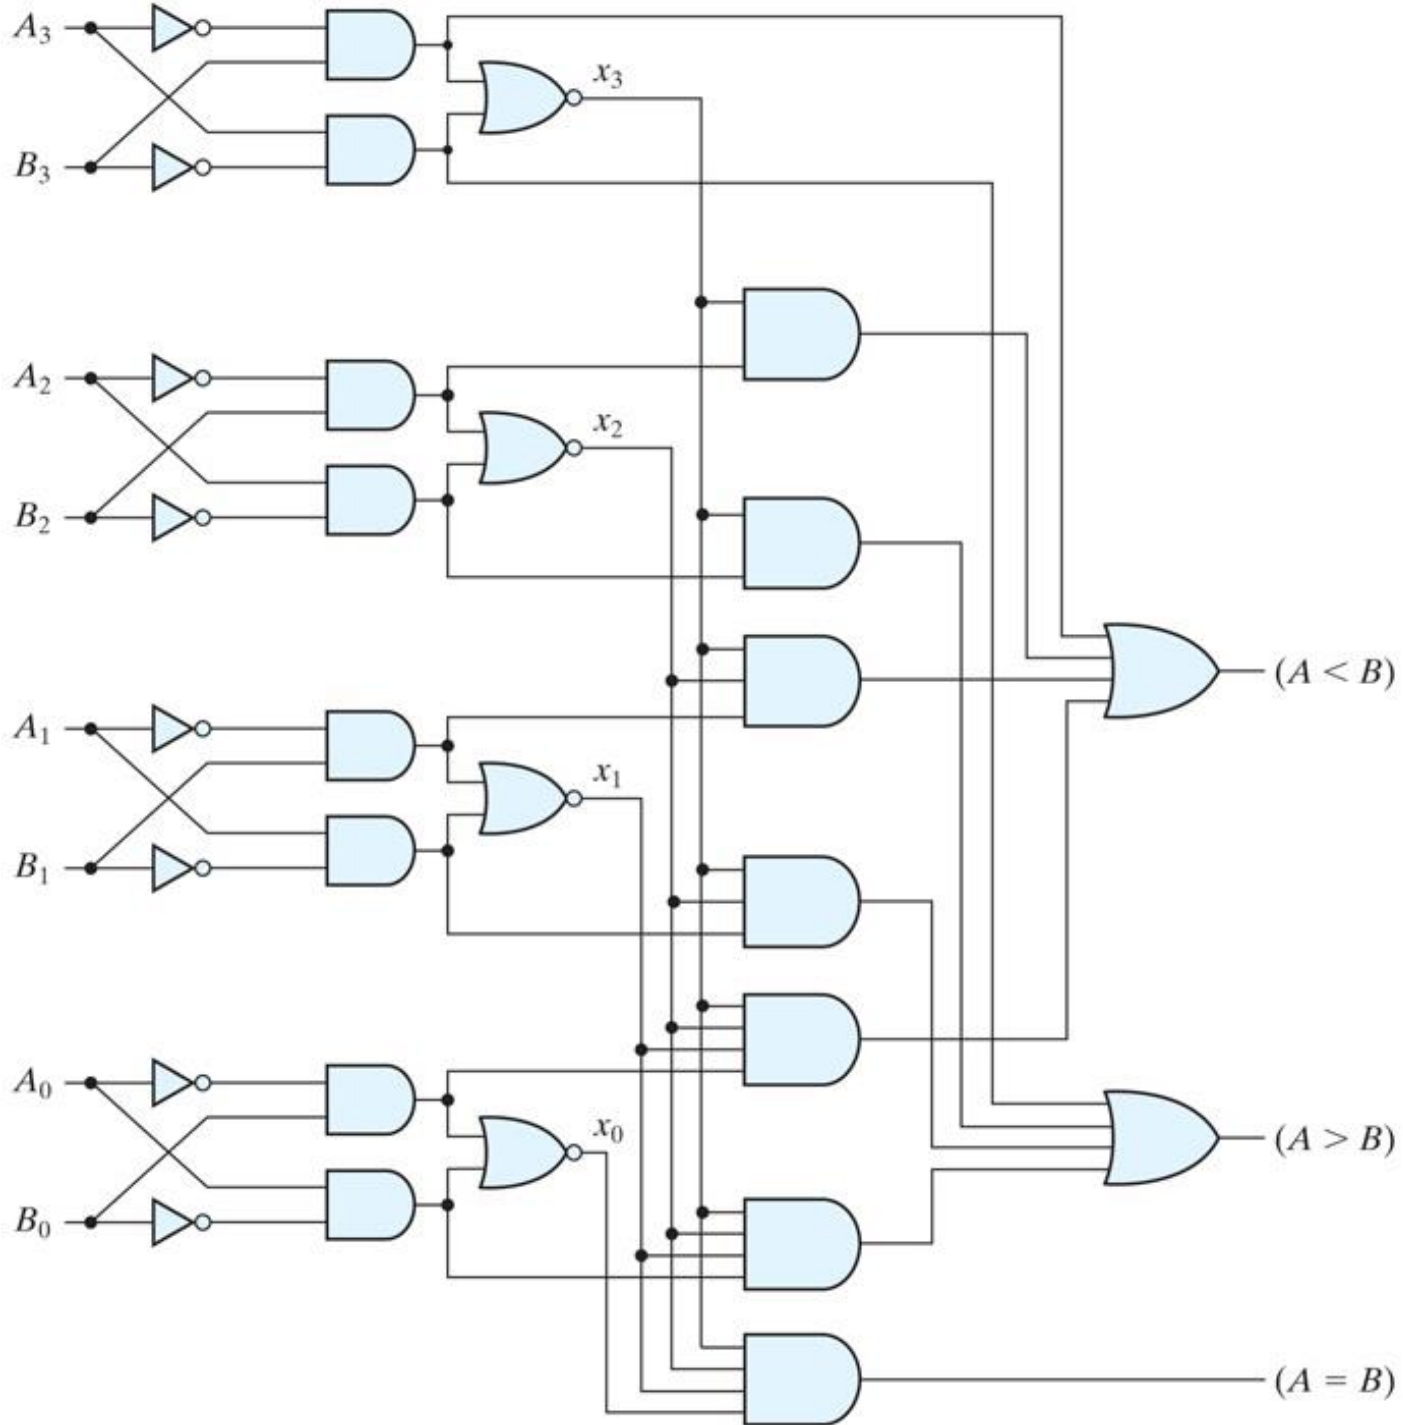 A₃
x₃
B₃
A₂
x₂
B₂
(A < B)
A₁
x₁
B₁
A₀
x₀
(A > B)
B₀
(A = B)